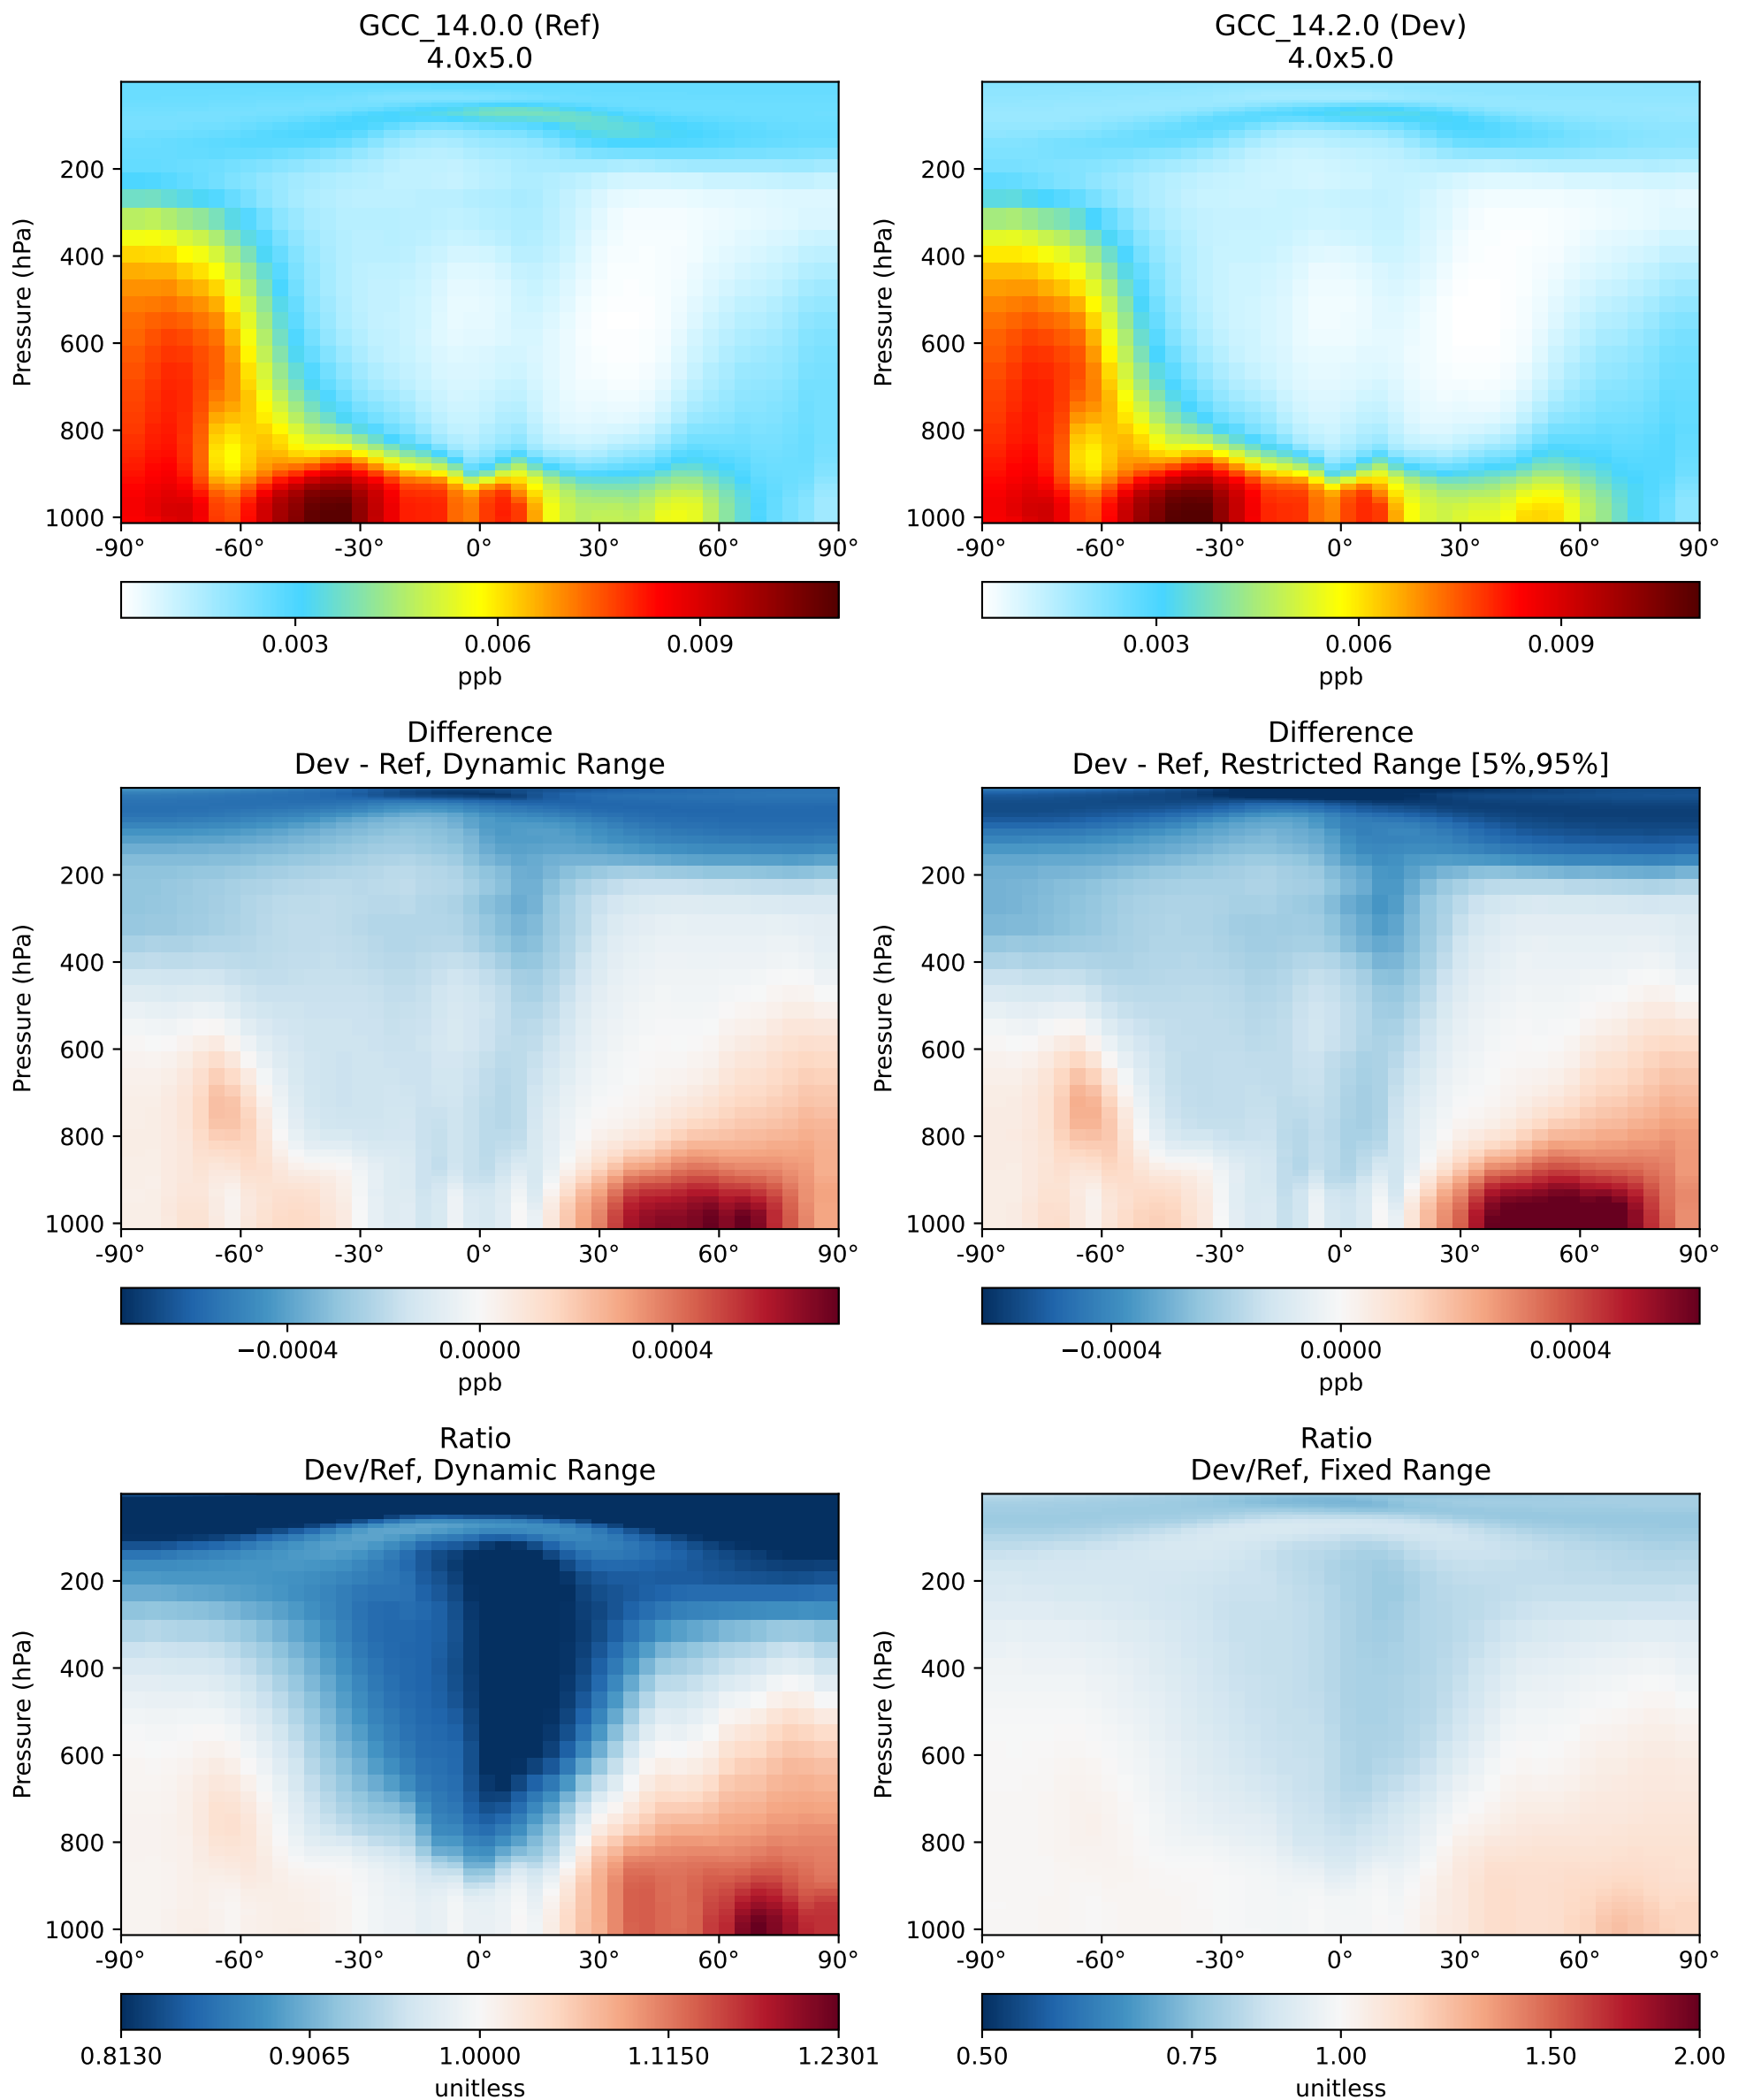 GCC_14.0.0 (Ref)
4.0x5.0
GCC_14.2.0 (Dev)
4.0x5.0
Pressure (hPa)
200
400
600
800
1000
-90° -60° -30° 0° 30° 60° 90°
0.003 0.006 0.009
ppb
Pressure (hPa)
200
400
600
800
1000
-90° -60° -30° 0° 30° 60° 90°
0.003 0.006 0.009
ppb
Difference
Dev - Ref, Dynamic Range
Difference
Dev - Ref, Restricted Range [5%,95%]
Pressure (hPa)
200
400
600
800
1000
-90° -60° -30° 0° 30° 60° 90°
−0.0004 0.0000 0.0004
ppb
Pressure (hPa)
200
400
600
800
1000
-90° -60° -30° 0° 30° 60° 90°
−0.0004 0.0000 0.0004
ppb
Ratio
Dev/Ref, Dynamic Range
Ratio
Dev/Ref, Fixed Range
Pressure (hPa)
200
400
600
800
1000
-90° -60° -30° 0° 30° 60° 90°
0.8130 0.9065 1.0000 1.1150 1.2301
unitless
Pressure (hPa)
200
400
600
800
1000
-90° -60° -30° 0° 30° 60° 90°
0.50 0.75 1.00 1.50 2.00
unitless